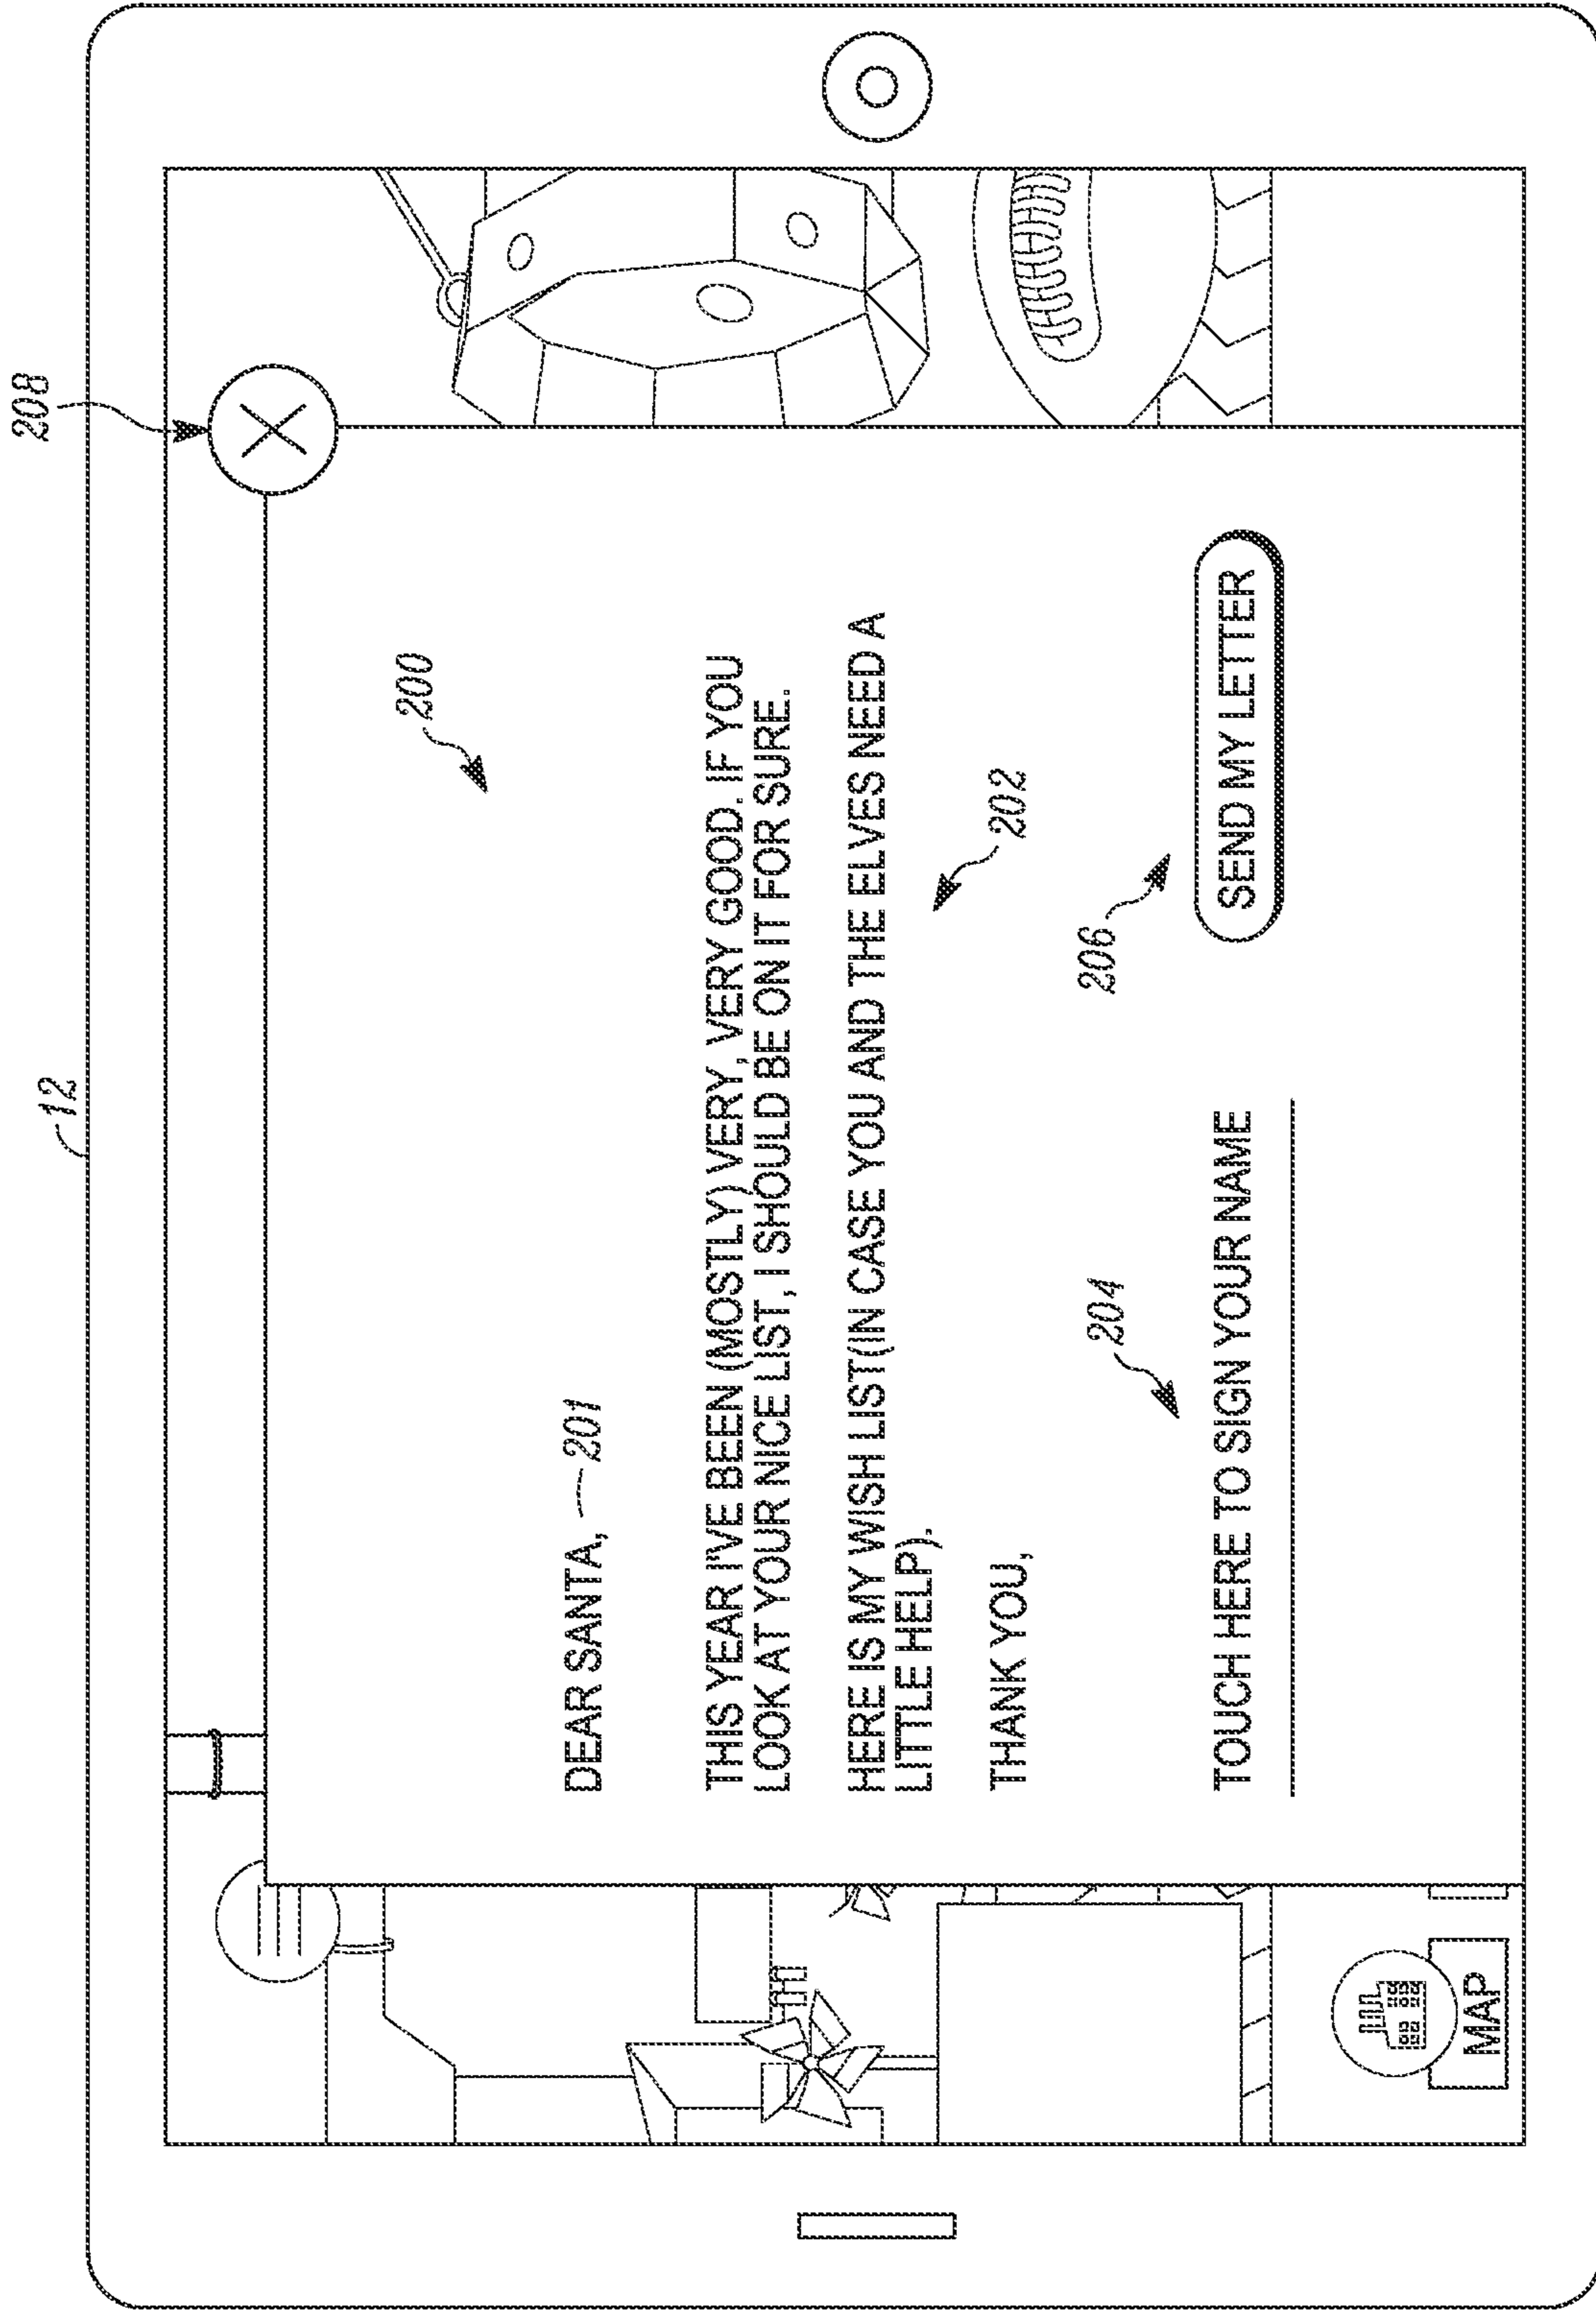 12
208
200
DEAR SANTA, 201
THIS YEAR I'VE BEEN (MOSTLY) VERY, VERY GOOD. IF YOU
LOOK AT YOUR NICE LIST, I SHOULD BE ON IT FOR SURE.
HERE IS MY WISH LIST(IN CASE YOU AND THE ELVES NEED A
LITTLE HELP).
202
THANK YOU,
204
206
TOUCH HERE TO SIGN YOUR NAME
SEND MY LETTER
MAP